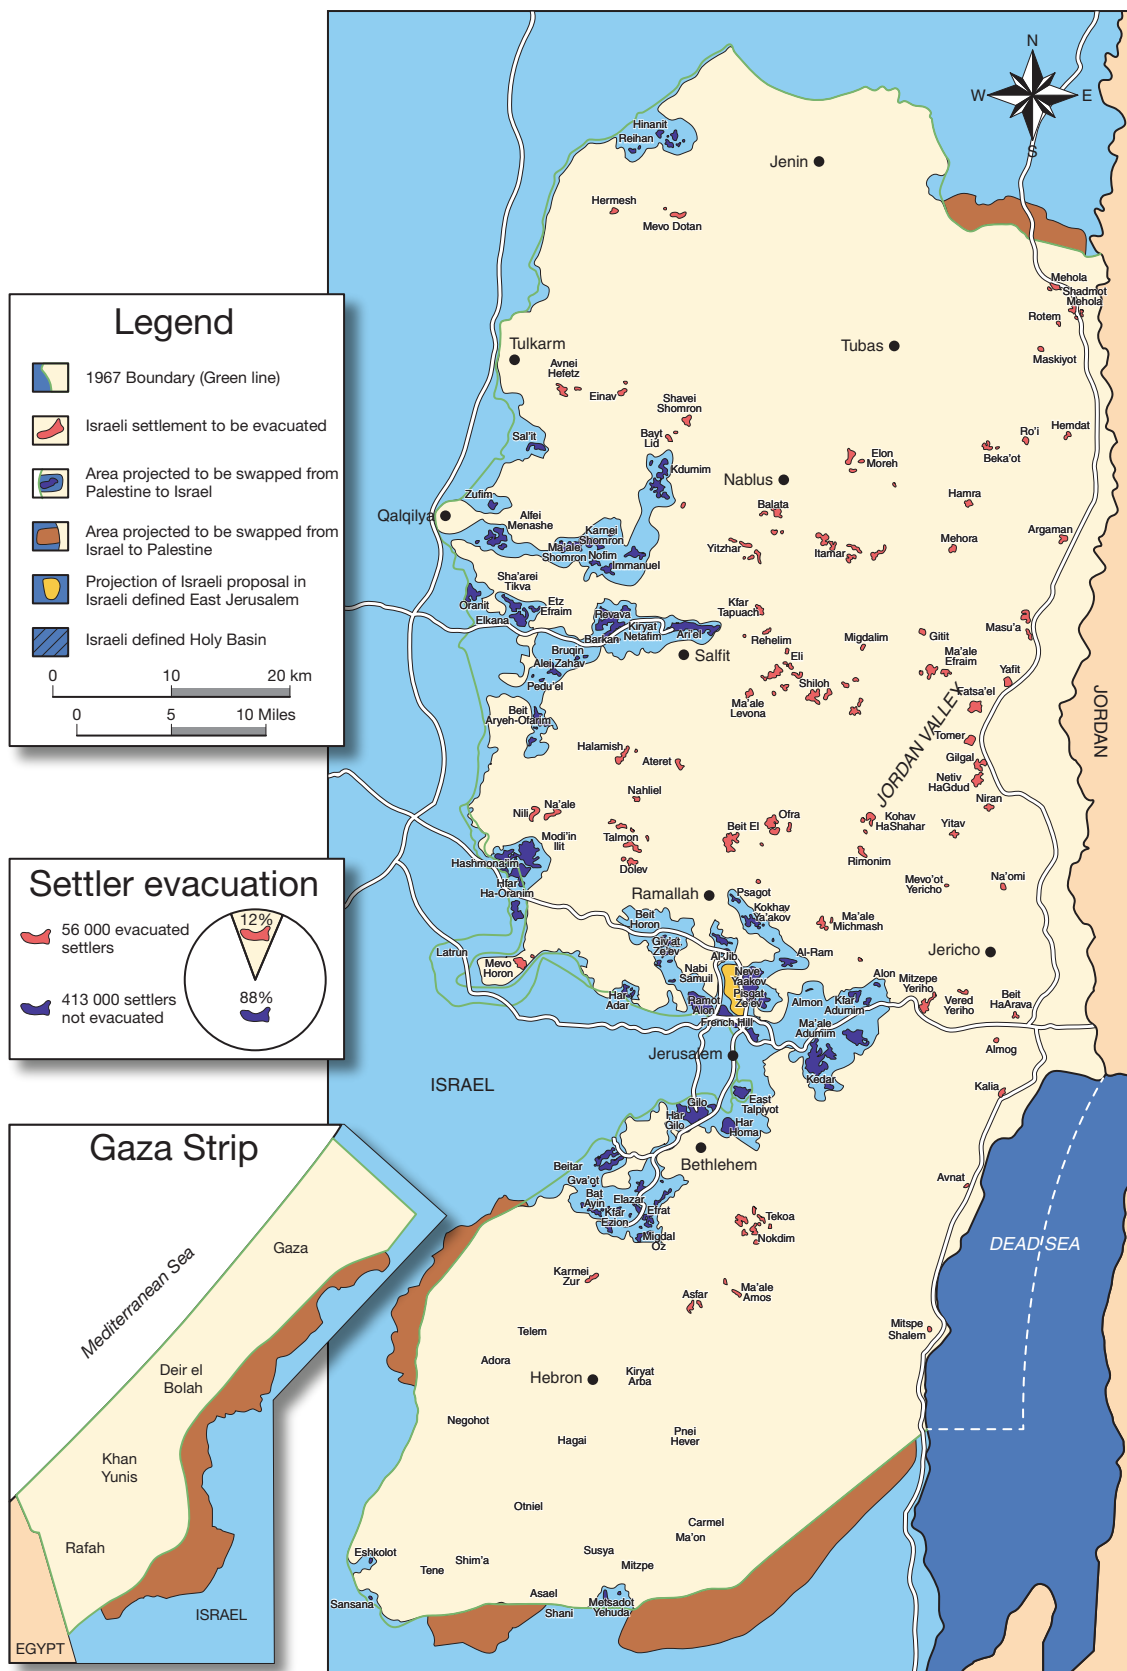 N
W
E
S
Hinanit
Reihan
Jenin
Hermesh
Mevo Dotan
Mehola
Shadmot
Mehola
Rotem
Maskiyot
Legend
1967 Boundary (Green line)
Israeli settlement to be evacuated
Area projected to be swapped from
Palestine to Israel
Area projected to be swapped from
Israel to Palestine
Projection of Israeli proposal in
Israeli defined East Jerusalem
Israeli defined Holy Basin
0
10
20 km
0
5
10 Miles
Tulkarm
Tubas
Avnei
Hefetz
Einav
Shavei
Shomron
Bayt
Lid
Sal'it
Kdumim
Elon
Moreh
Ro'i
Hemdat
Beka'ot
Nablus
Zufim
Hamra
Qalqilya
Alfei
Menashe
Balata
Karnei
Shomron
Ma'ale
Shomron
Nofim
Immanuel
Yitzhar
Itamar
Mehora
Argaman
Sha'arei
Tikva
Oranit
Elkana
Etz
Efraim
Revava
Kiryat
Netafim
Barkan
Ari'el
Kfar
Tapuach
Rehelim
Migdalim
Gitit
Masu'a
Bruqin
Alei Zahav
Pedu'el
Salfit
Eli
Ma'ale
Efraim
Yafit
Shiloh
Fatsa'el
Ma'ale
Levona
Beit
Aryeh-Ofarim
JORDAN VALLEY
JORDAN
Halamish
Ateret
Tomer
Gilgal
Netiv
HaGdud
Nahliel
Niran
Nili
Na'ale
Talmon
Dolev
Beit El
Ofra
Kohav
HaShahar
Yitav
Modi'in
Ilit
Hashmona'im
Hfar
Ha-Oranim
Rimonim
Mevo'ot
Yericho
Na'omi
Settler evacuation
12%
56 000 evacuated
settlers
413 000 settlers
not evacuated
88%
Ramallah
Psagot
Beit
Horon
Kokhav
Ya'akov
Ma'ale
Michmash
Giv'at
Ze'ev
Al Jib
Al-Ram
Jericho
Latrun
Mevo
Horon
Nabi
Samuil
Neve
Yaakov
Pisgat
Ze'ev
Har
Adar
Ramot
Alon
French Hill
Almon
Kfar
Adumim
Alon
Mitzepe
Yeriho
Vered
Yeriho
Beit
HaArava
Ma'ale
Adumim
Jerusalem
Almog
Kedar
Kalia
ISRAEL
East
Talpiyot
Gilo
Har
Gilo
Har
Homa
Bethlehem
Beitar
Gva'ot
Bat
Ayin
Elazar
Kfar
Ezion
Efrat
Migdal
Oz
Avnat
Tekoa
Nokdim
DEAD SEA
Gaza Strip
Mediterranean Sea
Gaza
Deir el
Bolah
Khan
Yunis
Rafah
ISRAEL
EGYPT
Karmei
Zur
Asfar
Ma'ale
Amos
Mitspe
Shalem
Telem
Adora
Hebron
Kiryat
Arba
Negohot
Hagai
Pnei
Hever
Otniel
Carmel
Ma'on
Eshkolot
Susya
Mitzpe
Shim'a
Tene
Sansana
Asael
Shani
Metsadot
Yehuda